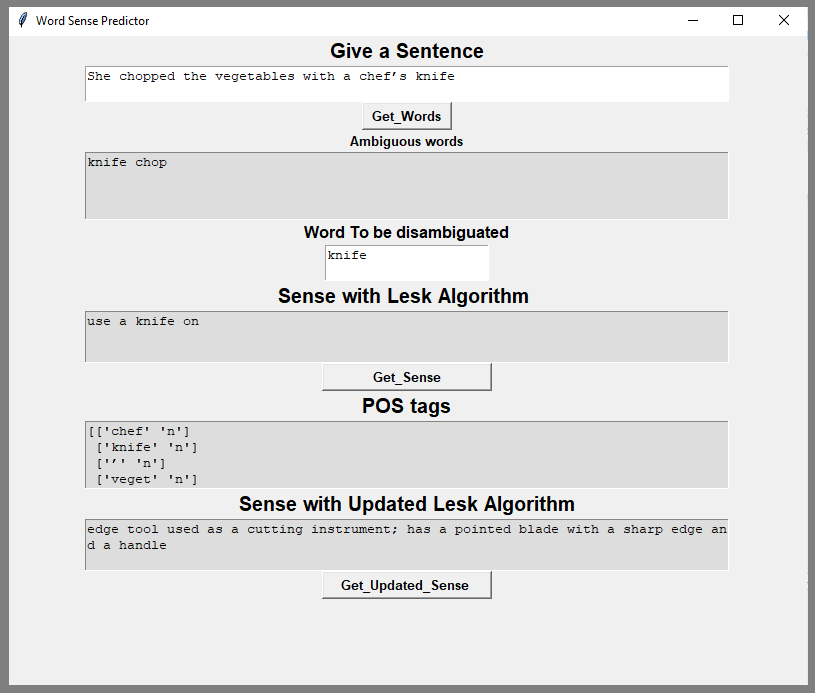 Word Sense Predictor
Give a Sentence
She chopped the vegetables with a chef’s knife
Get_Words
Ambiguous words
knife chop
Word To be disambiguated
knife
Sense with Lesk Algorithm
use a knife on
Get_Sense
POS tags
[['chef' 'n']
['knife' 'n']
['’' 'n']
['veget' 'n']
Sense with Updated Lesk Algorithm
edge tool used as a cutting instrument; has a pointed blade with a sharp edge an
d a handle
Get_Updated_Sense